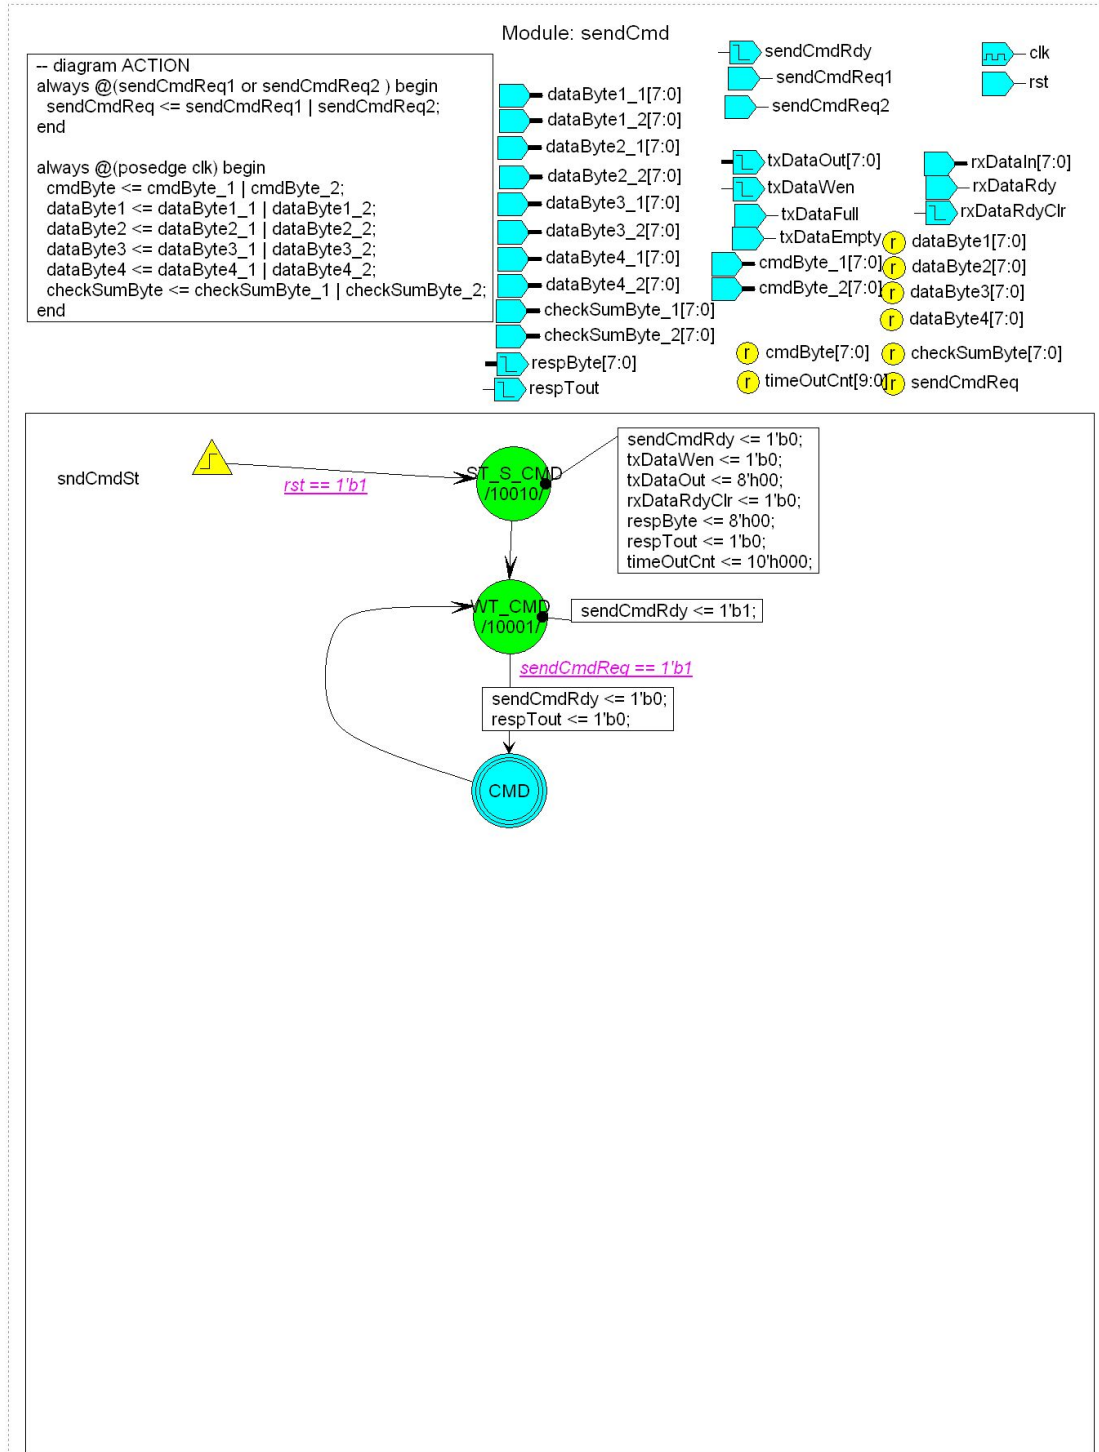 Module: sendCmd
-- diagram ACTION
always @(sendCmdReq1 or sendCmdReq2 ) begin
sendCmdReq <= sendCmdReq1 | sendCmdReq2;
end
always @(posedge clk) begin
cmdByte <= cmdByte_1 | cmdByte_2;
dataByte1 <= dataByte1_1 | dataByte1_2;
dataByte2 <= dataByte2_1 | dataByte2_2;
dataByte3 <= dataByte3_1 | dataByte3_2;
dataByte4 <= dataByte4_1 | dataByte4_2;
checkSumByte <= checkSumByte_1 | checkSumByte_2;
end
dataByte1_1[7:0]
dataByte1_2[7:0]
dataByte2_1[7:0]
dataByte2_2[7:0]
dataByte3_1[7:0]
dataByte3_2[7:0]
dataByte4_1[7:0]
dataByte4_2[7:0]
checkSumByte_1[7:0]
checkSumByte_2[7:0]
respByte[7:0]
respTout
sendCmdRdy
sendCmdReq1
sendCmdReq2
txDataOut[7:0]
txDataWen
txDataFull
txDataEmpty
cmdByte_1[7:0]
cmdByte_2[7:0]
r cmdByte[7:0]
r timeOutCnt[9:0]
clk
rst
rxDataIn[7:0]
rxDataRdy
rxDataRdyClr
r dataByte1[7:0]
r dataByte2[7:0]
r dataByte3[7:0]
r dataByte4[7:0]
r checkSumByte[7:0]
r sendCmdReq
sndCmdSt
rst == 1'b1
ST_S_CMD
/10010/
sendCmdRdy <= 1'b0;
txDataWen <= 1'b0;
txDataOut <= 8'h00;
rxDataRdyClr <= 1'b0;
respByte <= 8'h00;
respTout <= 1'b0;
timeOutCnt <= 10'h000;
WT_CMD
/10001/
sendCmdRdy <= 1'b1;
sendCmdReq == 1'b1
sendCmdRdy <= 1'b0;
respTout <= 1'b0;
CMD